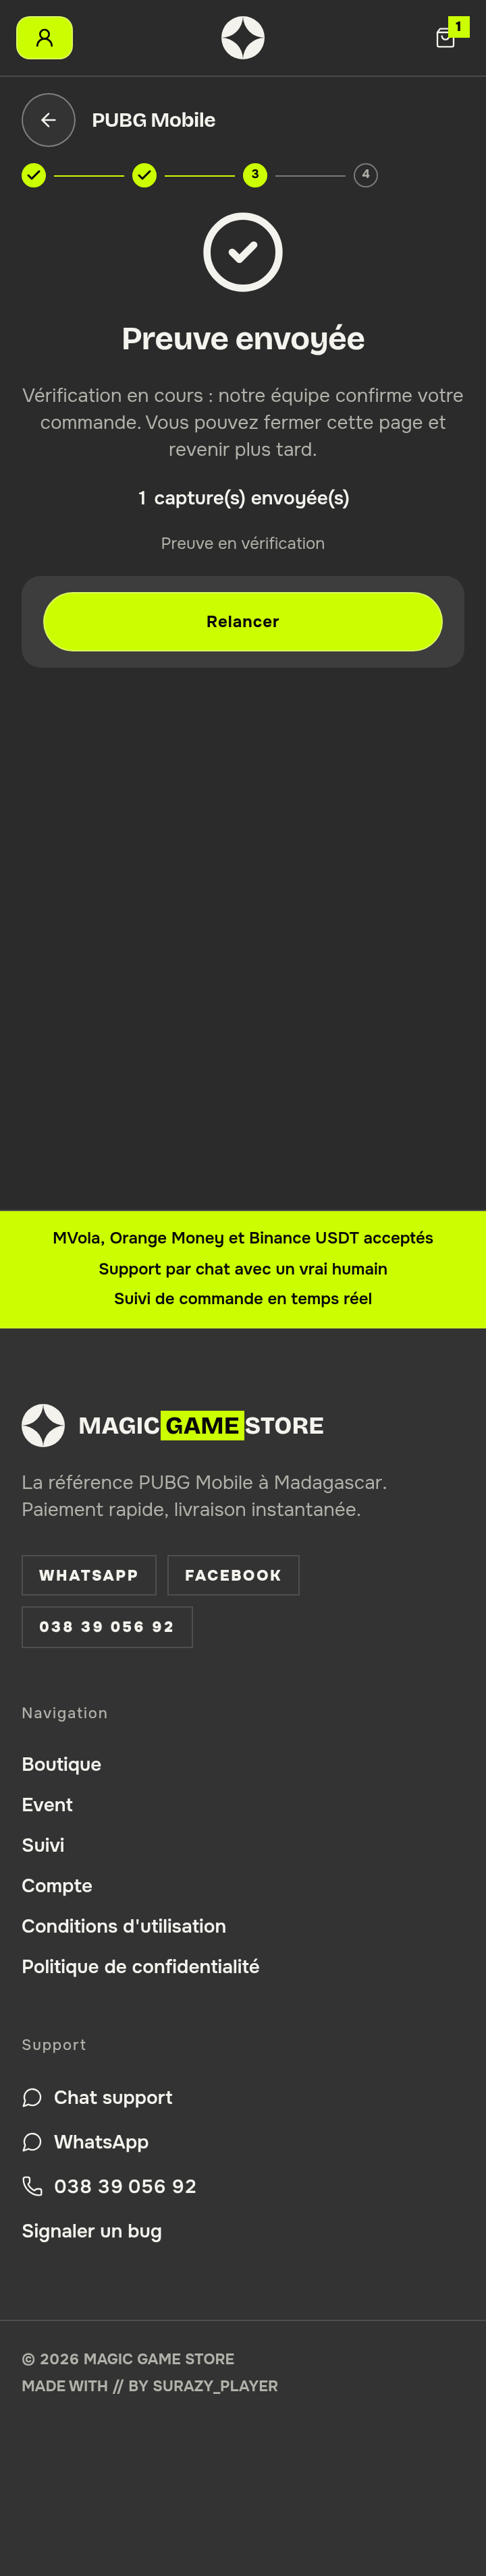 1
PUBG Mobile
3
4
Preuve envoyée
Vérification en cours : notre équipe confirme votre
commande. Vous pouvez fermer cette page et
revenir plus tard.
1 capture(s) envoyée(s)
Preuve en vérification
Relancer
MVola, Orange Money et Binance USDT acceptés
Support par chat avec un vrai humain
Suivi de commande en temps réel
MAGIC GAME STORE
La référence PUBG Mobile à Madagascar.
Paiement rapide, livraison instantanée.
WHATSAPP
FACEBOOK
038 39 056 92
Navigation
Boutique
Event
Suivi
Compte
Conditions d'utilisation
Politique de confidentialité
Support
Chat support
WhatsApp
038 39 056 92
Signaler un bug
© 2026 MAGIC GAME STORE
MADE WITH // BY SURAZY_PLAYER